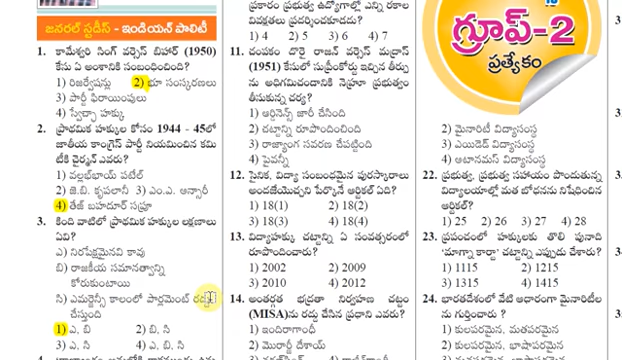 జనరల్ స్టడీస్ - ఇండియన్ పాలిటీ
1. కామేశ్వరి సింగ్ వర్సెస్ బిహార్ (1950)
కేసు ఏ అంశానికి సంబంధించింది?
1) రిజర్వేషన్లు 2) భూ సంస్కరణలు
3) పార్టీ ఫిరాయింపులు
4) స్వేచ్ఛా హక్కు
2. ప్రాథమిక హక్కుల కోసం 1944 - 45లో
జాతీయ కాంగ్రెస్ పార్టీ నియమించిన కమి
టీకి చైర్మన్ ఎవరు?
1) వల్లభ్‌భాయ్ పటేల్
2) జె.బి. కృపలానీ 3) ఎం.ఎ. అన్సారీ
4) తేజ్ బహదూర్ సప్రూ
3. కింది వాటిలో ప్రాథమిక హక్కుల లక్షణాలు
ఏవి?
ఎ) నిరపేక్షమైనవి కావు
బి) రాజకీయ సమానత్వాన్ని
కోరుకుంటాయి
సి) ఎమర్జెన్సీ కాలంలో పార్లమెంట్ రద్దు
చేస్తుంది
1) ఎ, బి 2) బి, సి
3) ఎ, సి 4) ఎ, బి, సి
ప్రకారం ప్రభుత్వ ఉద్యోగాల్లో ఎన్ని రకాల
వివక్షతలు ప్రదర్శించకూడదు?
1) 4 2) 5 3) 6 4) 7
11. చంపకం దొరై రాజన్ వర్సెస్ మద్రాస్
(1951) కేసులో సుప్రీంకోర్టు ఇచ్చిన తీర్పు
ను అధిగమించడానికి నెహ్రూ ప్రభుత్వం
తీసుకున్న చర్య?
1) ఆర్డినెన్స్ జారీ చేసింది
2) చట్టాన్ని రూపొందించింది
3) రాజ్యాంగ సవరణ చేపట్టింది
4) పైవన్నీ
12. సైనిక, విద్యా సంబంధమైన పురస్కారాలు
అందజేయొచ్చని పేర్కొనే ఆర్టికల్ ఏది?
1) 18(1) 2) 18(2)
3) 18(3) 4) 18(4)
13. విద్యాహక్కు చట్టాన్ని ఏ సంవత్సరంలో
రూపొందించారు?
1) 2002 2) 2009
3) 2010 4) 2012
14. అంతర్గత భద్రతా నిర్వహణ చట్టం
(MISA)ను రద్దు చేసిన ప్రధాని ఎవరు?
1) ఇందిరాగాంధీ
2) మొరార్జీ దేశాయ్
గ్రూప్-2
ప్రత్యేకం
2) మైనారిటీ విద్యాసంస్థ
3) ఎయిడెడ్ విద్యాసంస్థ
4) అటానమస్ విద్యాసంస్థ
22. ప్రభుత్వ, ప్రభుత్వ సహాయం పొందుతున్న
విద్యాలయాల్లో మత బోధనను నిషేధించిన
ఆర్టికల్?
1) 25 2) 26 3) 27 4) 28
23. ప్రపంచంలో హక్కులకు తొలి పునాది
'మాగ్నా కార్టా' చట్టాన్ని ఎప్పుడు చేశారు?
1) 1115 2) 1215
3) 1315 4) 1415
24. భారతదేశంలో వేటి ఆధారంగా మైనారిటీల
ను గుర్తించారు ?
1) కులపరమైన, మతపరమైన
2) కులపరమైన, భాషాపరమైన